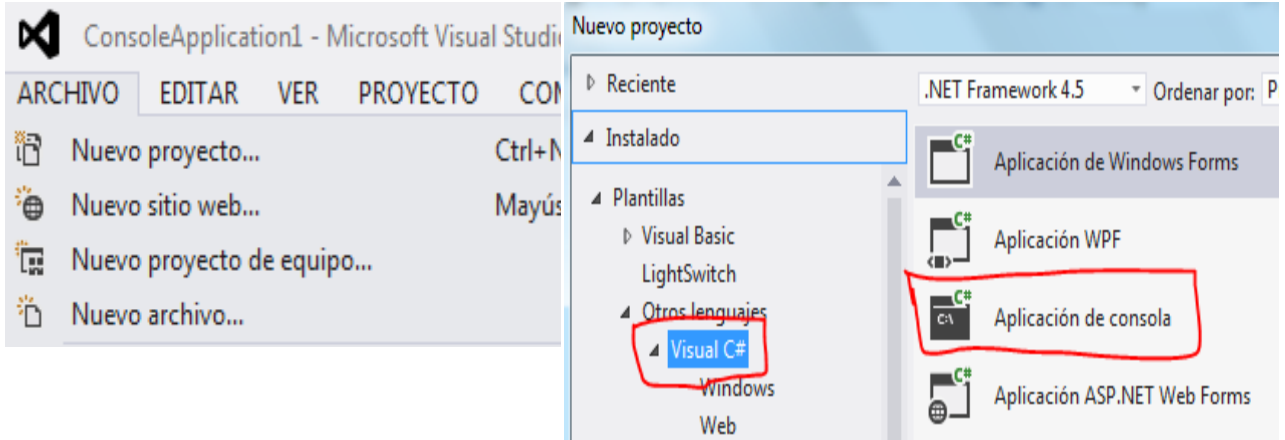 ConsoleApplication1 - Microsoft Visual Studio
ARCHIVO EDITAR VER PROYECTO
Nuevo proyecto... Ctrl+N
Nuevo sitio web... Mayús
Nuevo proyecto de equipo...
Nuevo archivo...
Nuevo proyecto
Reciente
Instalado
Plantillas
Visual Basic
LightSwitch
Otros lenguajes
Visual C#
Windows
Web
.NET Framework 4.5 Ordenar por:
C# Aplicación de Windows Forms
C# Aplicación WPF
C# C:\ Aplicación de consola
C# Aplicación ASP.NET Web Forms